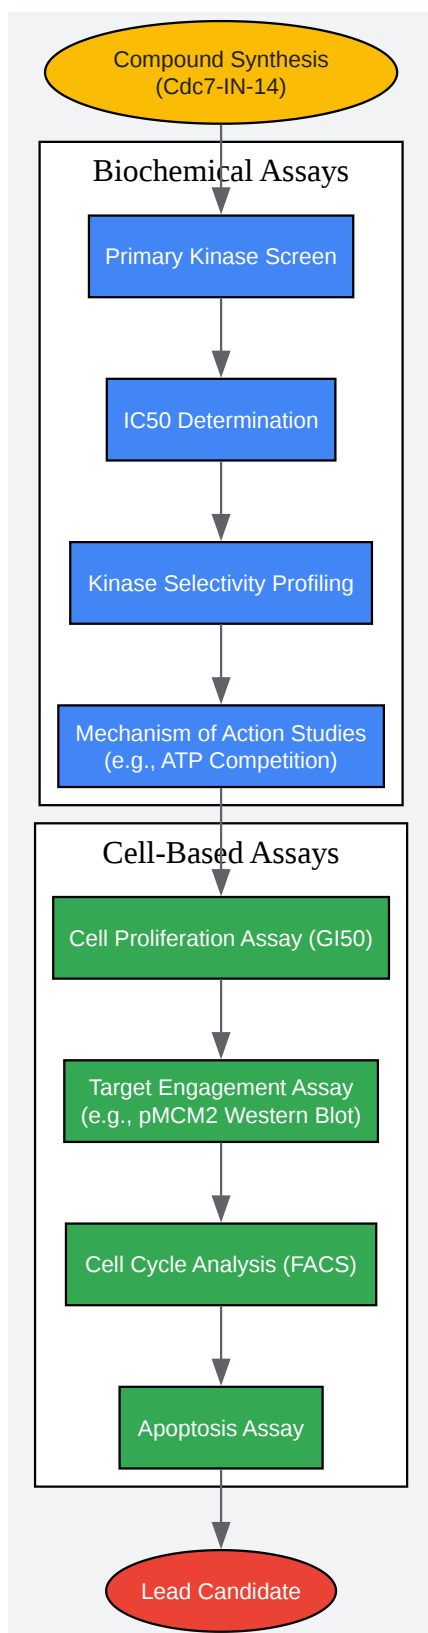 Compound Synthesis
(Cdc7-IN-14)
Biochemical Assays
Primary Kinase Screen
IC50 Determination
Kinase Selectivity Profiling
Mechanism of Action Studies
(e.g., ATP Competition)
Cell-Based Assays
Cell Proliferation Assay (GI50)
Target Engagement Assay
(e.g., pMCM2 Western Blot)
Cell Cycle Analysis (FACS)
Apoptosis Assay
Lead Candidate